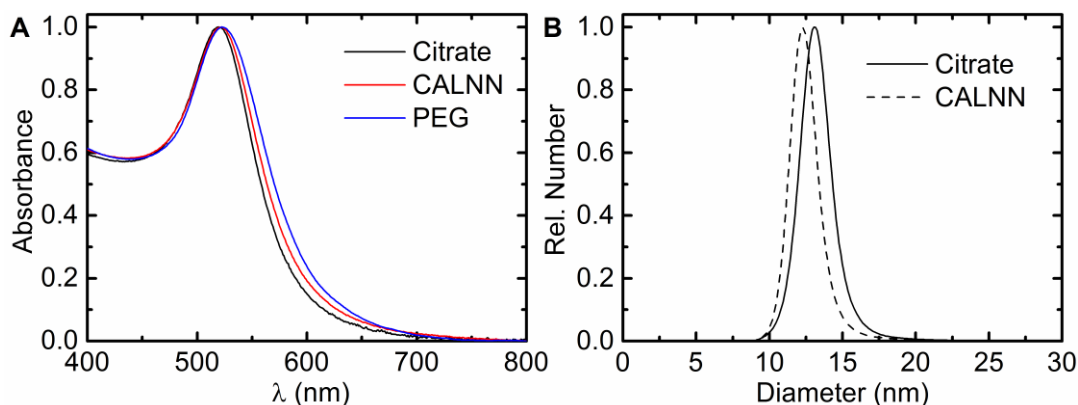 A
Absorbance
1.0
0.8
0.6
0.4
0.2
0.0
400 500 600 700 800
λ (nm)
Citrate
CALNN
PEG
B
Rel. Number
1.0
0.8
0.6
0.4
0.2
0.0
0 5 10 15 20 25 30
Diameter (nm)
Citrate
CALNN